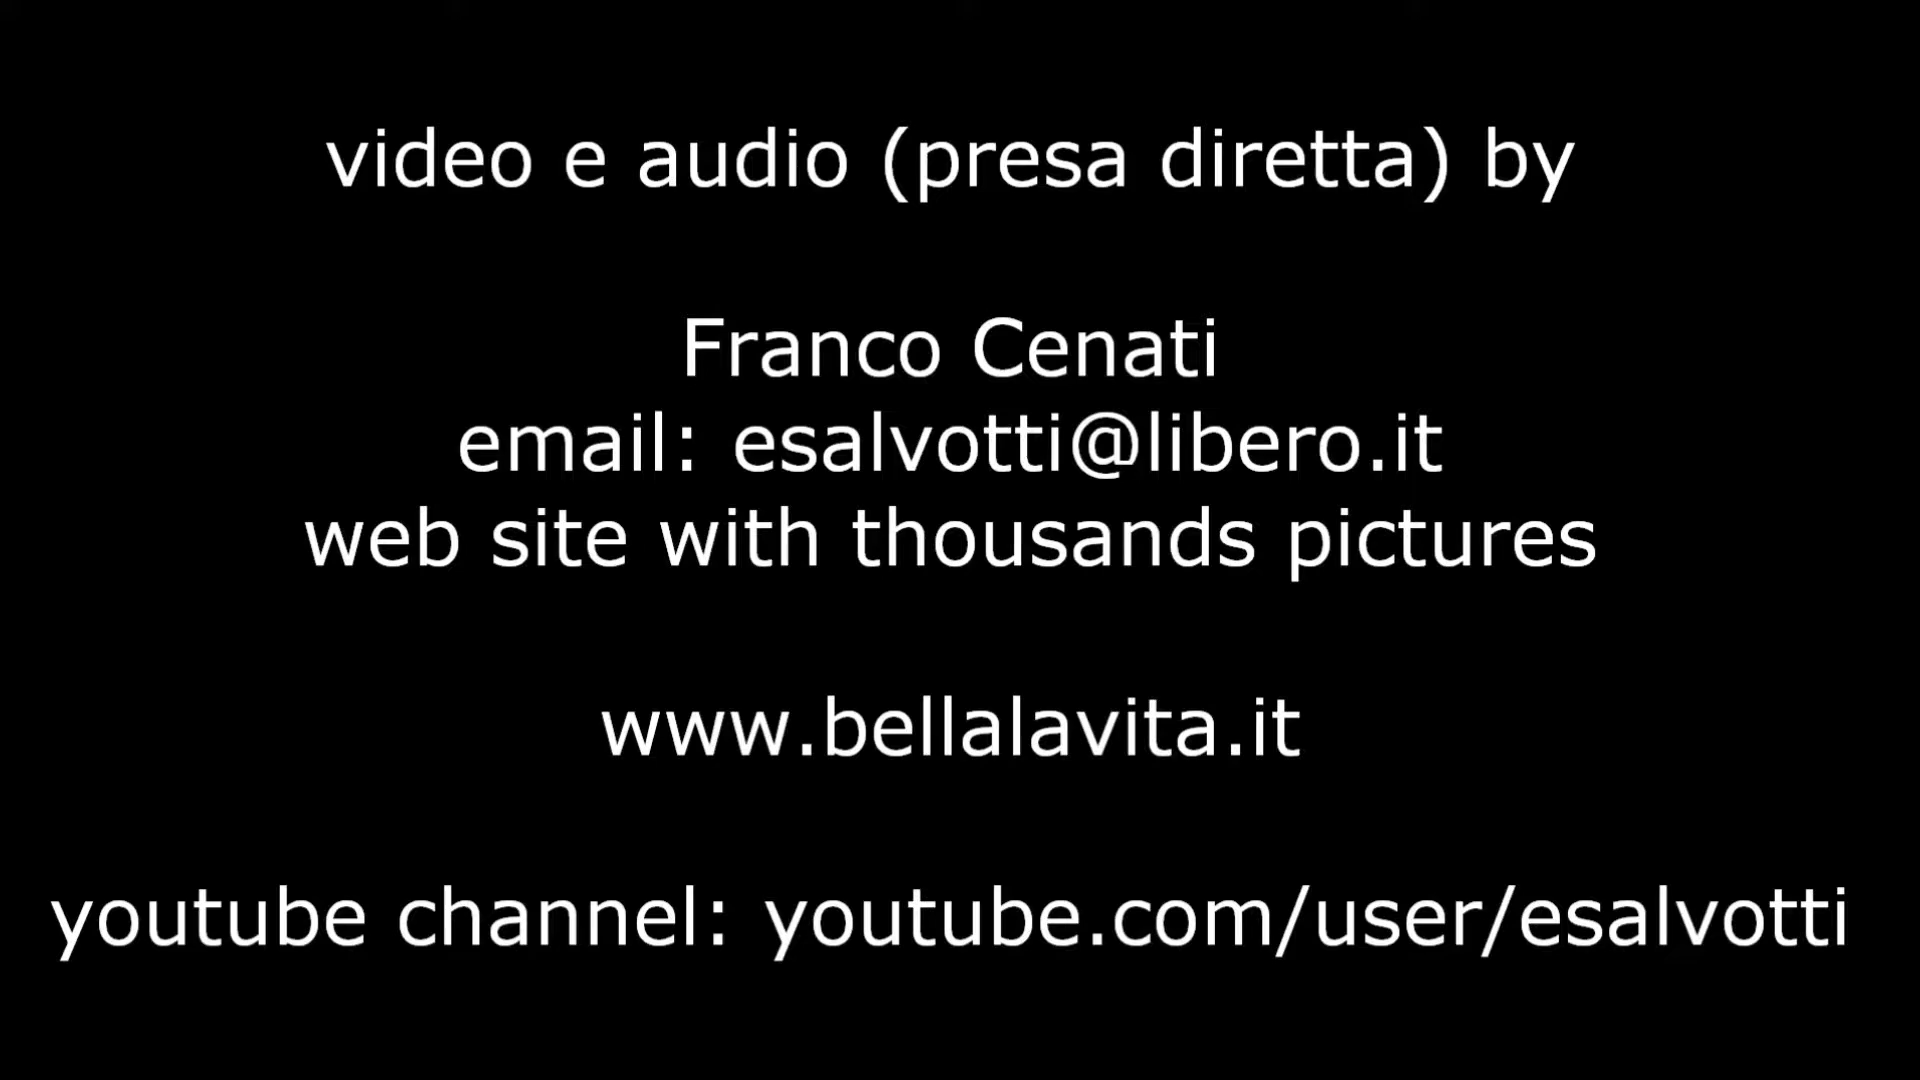 video e audio (presa diretta) by
Franco Cenati
email: esalvotti@libero.it
web site with thousands pictures
www.bellalavita.it
youtube channel: youtube.com/user/esalvotti